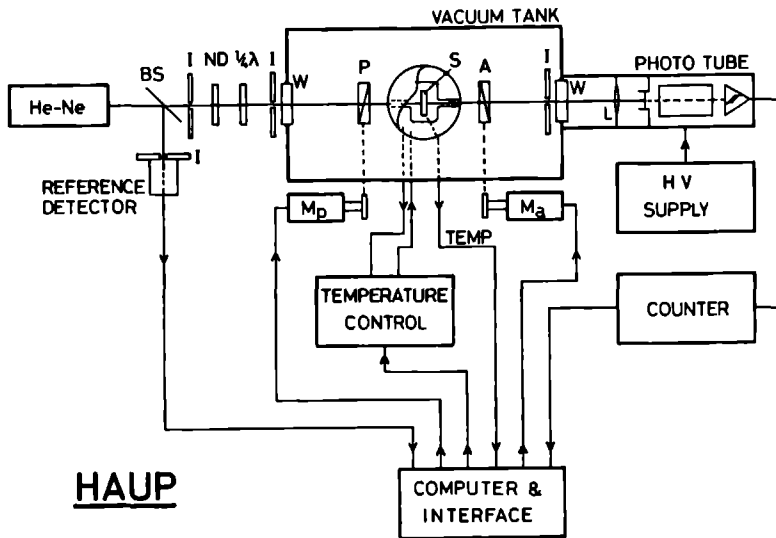 VACUUM TANK
I ND ¼λ I
BS
P S A I
W W
PHOTO TUBE
He-Ne
L
I
REFERENCE
DETECTOR
Mp
Ma
HV
SUPPLY
TEMP
TEMPERATURE
CONTROL
COUNTER
HAUP
COMPUTER &
INTERFACE